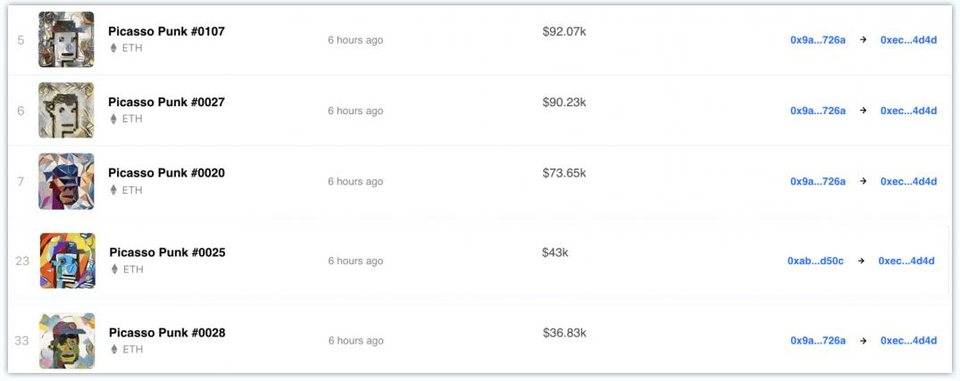 5 Picasso Punk #0107 6 hours ago $92.07k 0x9a...726a → 0xec...4d4d
ETH
6 Picasso Punk #0027 6 hours ago $90.23k 0x9a...726a → 0xec...4d4d
ETH
7 Picasso Punk #0020 6 hours ago $73.65k 0x9a...726a → 0xec...4d4d
ETH
23 Picasso Punk #0025 6 hours ago $43k 0xab...d50c → 0xec...4d4d
ETH
33 Picasso Punk #0028 6 hours ago $36.83k 0x9a...726a → 0xec...4d4d
ETH